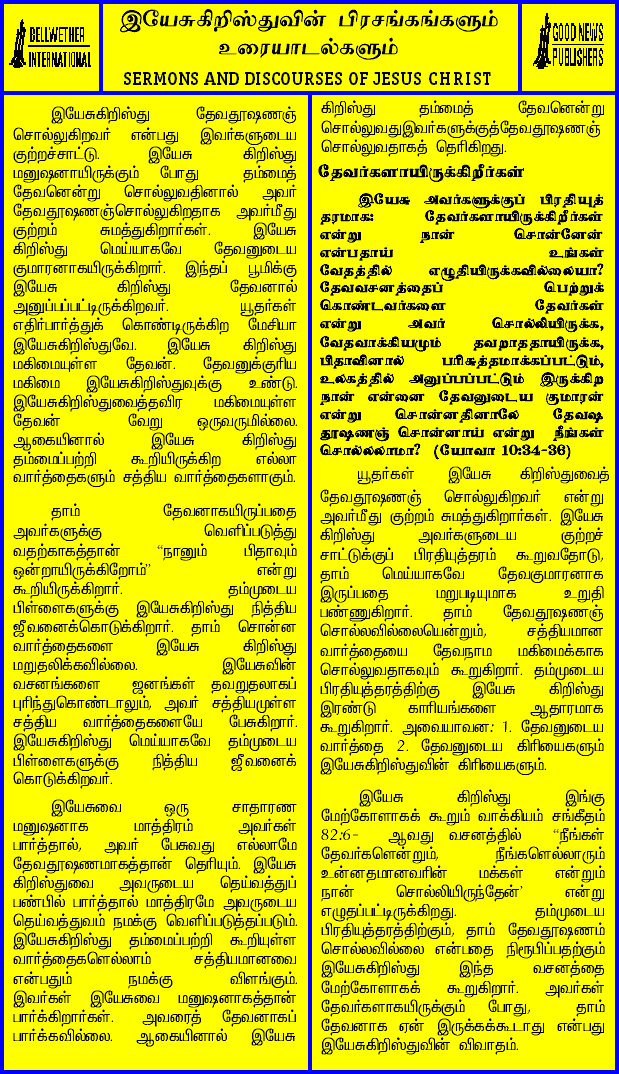 BELLWETHER
INTERNATIONAL
இயேசுகிறிஸ்துவின் பிரசங்கங்களும்
உரையாடல்களும்
SERMONS AND DISCOURSES OF JESUS CHRIST
GOOD NEWS
PUBLISHERS
இயேசுகிறிஸ்து தேவதூஷணஞ்
சொல்லுகிறவர் என்பது இவர்களுடைய
குற்றச்சாட்டு. இயேசு கிறிஸ்து
மனுஷனாயிருக்கும் போது தம்மைத்
தேவனென்று சொல்வதினால் அவர்
தேவதூஷணஞ்சொல்லுகிறதாக அவர்மீது
குற்றம் சுமத்துகிறார்கள். இயேசு
கிறிஸ்து மெய்யாகவே தேவனுடைய
குமாரனாகயிருக்கிறார். இந்தப் பூமிக்கு
இயேசு கிறிஸ்து தேவனால்
அனுப்பப்பட்டிருக்கிறவர். யூதர்கள்
எதிர்பார்த்துக் கொண்டிருக்கிற மேசியா
இயேசுகிறிஸ்துவே. இயேசு கிறிஸ்து
மகிமையுள்ள தேவன். தேவனுக்குரிய
மகிமை இயேசுகிறிஸ்துவுக்கு உண்டு.
இயேசுகிறிஸ்துவைத்தவிர மகிமையுள்ள
தேவன் வேறு ஒருவருமில்லை.
ஆகையினால் இயேசு கிறிஸ்து
தம்மைப்பற்றி கூறியிருக்கிற எல்லா
வார்த்தைகளும் சத்திய வார்த்தைகளாகும்.
தாம் தேவனாகயிருப்பதை
அவர்களுக்கு வெளிப்படுத்து
வதற்காகத்தான் “நானும் பிதாவும்
ஒன்றாயிருக்கிறோம்” என்று
கூறியிருக்கிறார். தம்முடைய
பிள்ளைகளுக்கு இயேசுகிறிஸ்து நித்திய
ஜீவனைக்கொடுக்கிறார். தாம் சொன்ன
வார்த்தைகளை இயேசு கிறிஸ்து
மறுதலிக்கவில்லை. இயேசுவின்
வசனங்களை ஜனங்கள் தவறுதலாகப்
புரிந்துகொண்டாலும், அவர் சத்தியமுள்ள
சத்திய வார்த்தைகளையே பேசுகிறார்.
இயேசுகிறிஸ்து மெய்யாகவே தம்முடைய
பிள்ளைகளுக்கு நித்திய ஜீவனைக்
கொடுக்கிறவர்.
இயேசுவை ஒரு சாதாரண
மனுஷனாக மாத்திரம் அவர்கள்
பார்த்தால், அவர் பேசுவது எல்லாமே
தேவதூஷணமாகத்தான் தெரியும். இயேசு
கிறிஸ்துவை அவருடைய தெய்வத்துப்
பண்பில் பார்த்தால் மாத்திரமே அவருடைய
தெய்வத்துவம் நமக்கு வெளிப்படுத்தப்படும்.
இயேசுகிறிஸ்து தம்மைப்பற்றி கூறியுள்ள
வார்த்தைகளெல்லாம் சத்தியமானவை
என்பதும் நமக்கு விளங்கும்.
இவர்கள் இயேசுவை மனுஷனாகத்தான்
பார்க்கிறார்கள். அவரைத் தேவனாகப்
பார்க்கவில்லை. ஆகையினால் இயேசு
கிறிஸ்து தம்மைத் தேவனென்று
சொல்லுவதுஇவர்களுக்குத்தேவதூஷணஞ்
சொல்லுவதாகத் தெரிகிறது.
தேவர்களாயிருக்கிறீர்கள்
இயேசு அவர்களுக்குப் பிரதியுத்
தரமாக: தேவர்களாயிருக்கிறீர்கள்
என்று நான் சொன்னேன்
என்பதாய் உங்கள்
வேதத்தில் எழுதியிருக்கவில்லையா?
தேவவசனத்தைப் பெற்றுக்
கொண்டவர்களை தேவர்கள்
என்று அவர் சொல்லியிருக்க,
வேதவாக்கியமும் தவறாததாயிருக்க,
பிதாவினால் பரிசுத்தமாக்கப்பட்டும்,
உலகத்தில் அனுப்பப்பட்டும் இருக்கிற
நான் என்னை தேவனுடைய குமாரன்
என்று சொன்னதினாலே தேவஷ
தூஷணஞ் சொன்னாய் என்று நீங்கள்
சொல்லலாமா? (யோவா 10:34-36)
யூதர்கள் இயேசு கிறிஸ்துவைத்
தேவதூஷணஞ் சொல்லுகிறவர் என்று
அவர்மீது குற்றம் சுமத்துகிறார்கள். இயேசு
கிறிஸ்து அவர்களுடைய குற்றச்
சாட்டுக்குப் பிரதியுத்தரம் கூறுவதோடு,
தாம் மெய்யாகவே தேவகுமாரனாக
இருப்பதை மறுபடியுமாக உறுதி
பண்ணுகிறார். தாம் தேவதூஷணஞ்
சொல்லவில்லையென்றும், சத்தியமான
வார்த்தையை தேவநாம மகிமைக்காக
சொல்லுவதாகவும் கூறுகிறார். தம்முடைய
பிரதியுத்தரத்திற்கு இயேசு கிறிஸ்து
இரண்டு காரியங்களை ஆதாரமாக
கூறுகிறார். அவையாவன: 1. தேவனுடைய
வார்த்தை 2. தேவனுடைய கிரியைகளும்
இயேசுகிறிஸ்துவின் கிரியைகளும்.
இயேசு கிறிஸ்து இங்கு
மேற்கோளாகக் கூறும் வாக்கியம் சங்கீதம்
82:6- ஆவது வசனத்தில் “நீங்கள்
தேவர்களென்றும், நீங்களெல்லாரும்
உன்னதமானவரின் மக்கள் என்றும்
நான் சொல்லியிருந்தேன்’ என்று
எழுதப்பட்டிருக்கிறது. தம்முடைய
பிரதியுத்தரத்திற்கும், தாம் தேவதூஷணம்
சொல்லவில்லை என்பதை நிரூபிப்பதற்கும்
இயேசுகிறிஸ்து இந்த வசனத்தை
மேற்கோளாகக் கூறுகிறார். அவர்கள்
தேவர்களாகயிருக்கும் போது, தாம்
தேவனாக ஏன் இருக்கக்கூடாது என்பது
இயேசுகிறிஸ்துவின் விவாதம்.